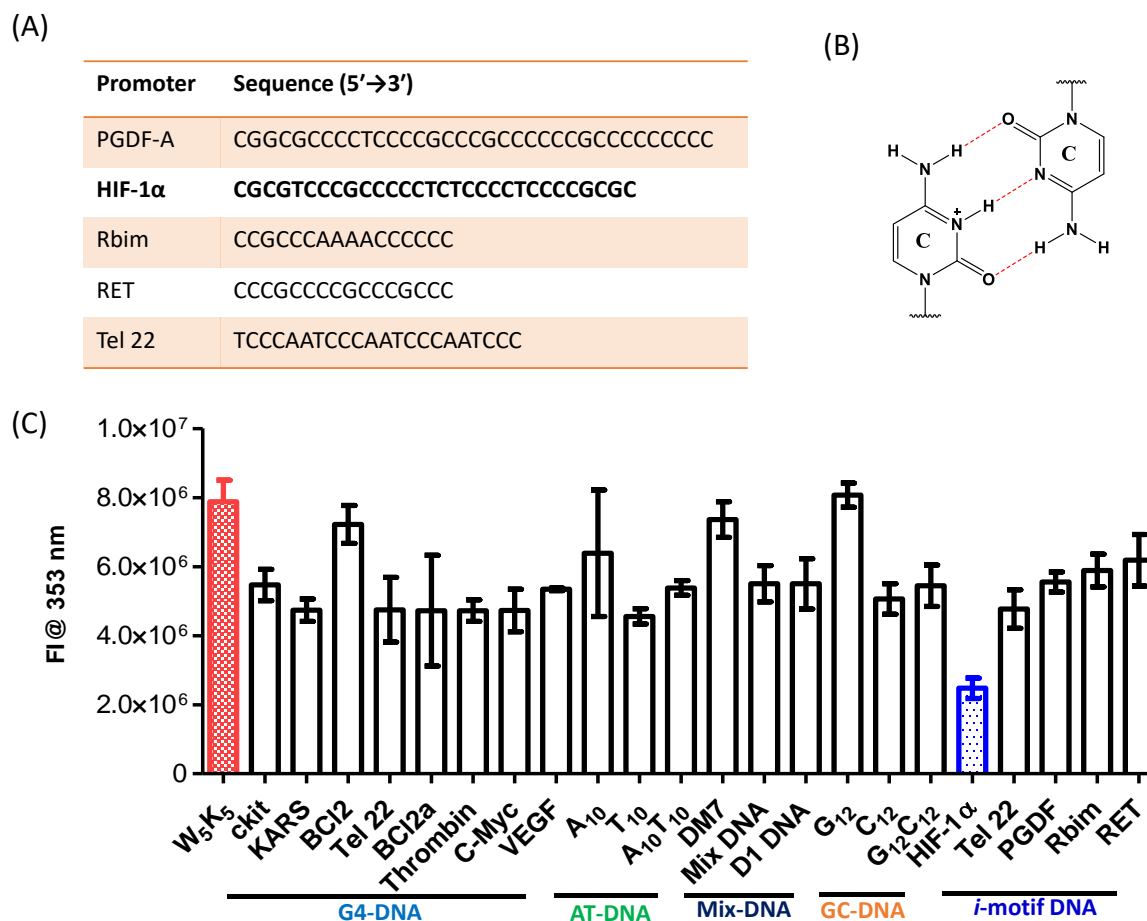 (A)
Promoter Sequence (5′→3′)
PGDF-A CGGCGCCCCTCCCCGCCCGCCCCCCGCCCCCCCCC
HIF-1α CGCGTCCCGCCCCCTCTCCCCTCCCCGCGC
Rbim CCGCCCAAAACCCCCC
RET CCCGCCCCGCCCGCCC
Tel 22 TCCCAATCCCAATCCCAATCCC
(B)
N
O
H H
N
C
N
H
N
+
C
N
H H
N
O
(C)
FI@ 353 nm
1.0×10⁷
8.0×10⁶
6.0×10⁶
4.0×10⁶
2.0×10⁶
0
W₅K₅
ckit
KARS
BCl2
Tel 22
BCl2a
Thrombin
C-Myc
VEGF
A₁₀
T₁₀
A₁₀T₁₀
DM7
Mix DNA
D1 DNA
G₁₂
C₁₂
G₁₂C₁₂
HIF-1α
Tel 22
PGDF
Rbim
RET
G4-DNA
AT-DNA
Mix-DNA
GC-DNA
i-motif DNA